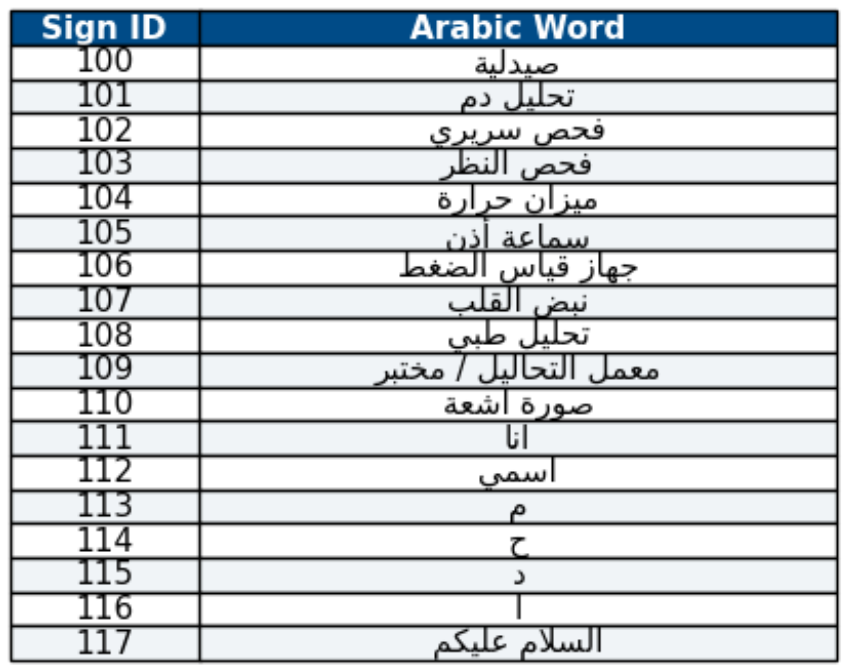 Sign ID Arabic Word
100 صيدلية
101 تحليل دم
102 فحص سريري
103 فحص النظر
104 ميزان حرارة
105 سماعة أذن
106 جهاز قياس الضغط
107 نبض القلب
108 تحليل طبي
109 معمل التحاليل / مختبر
110 صورة اشعة
111 انا
112 اسمي
113 م
114 ح
115 د
116 ا
117 السلام عليكم